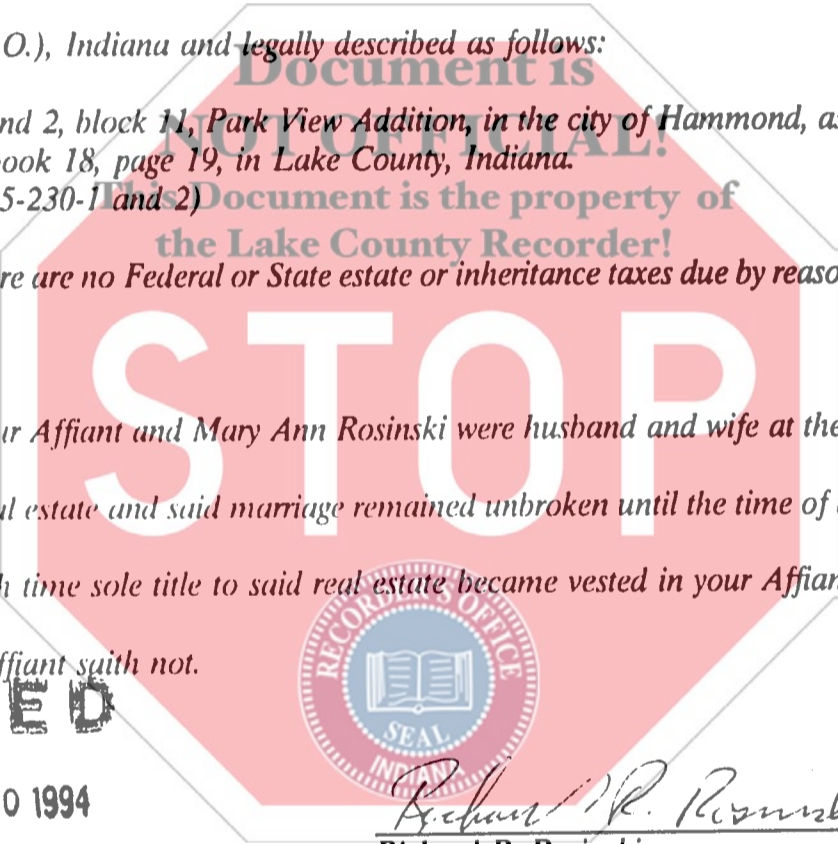 O.), Indiana and legally described as follows:
Document is
nd 2, block 11, Park View Addition, in the city of Hammond, as
NOT OFFICIAL!
ook 18, page 19, in Lake County, Indiana.
5-230-1 and 2)
This Document is the property of
the Lake County Recorder!
re are no Federal or State estate or inheritance taxes due by reaso
STOP
ur Affiant and Mary Ann Rosinski were husband and wife at the
al estate and said marriage remained unbroken until the time of
h time sole title to said real estate became vested in your Affian
ffiant saith not.
RECORDER'S OFFICE
SEAL
INDIANA
ED
0 1994
Richard R. Rosinski